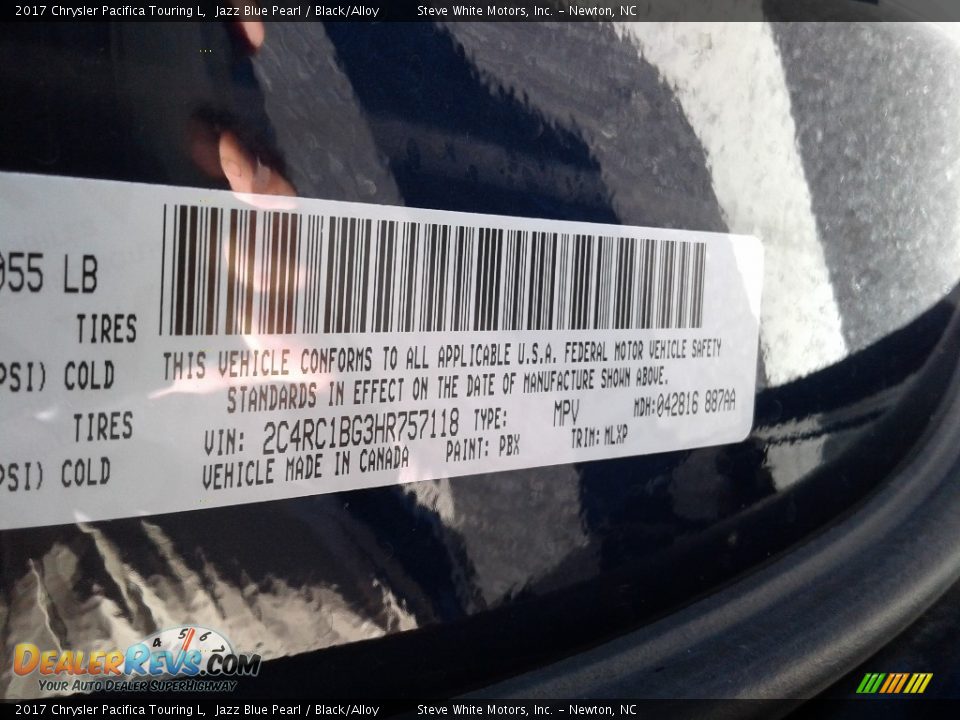 2017 Chrysler Pacifica Touring L, Jazz Blue Pearl / Black/Alloy Steve White Motors, Inc. – Newton, NC
055 LB
TIRES
PSI) COLD
TIRES
PSI) COLD
THIS VEHICLE CONFORMS TO ALL APPLICABLE U.S.A. FEDERAL MOTOR VEHICLE SAFETY
STANDARDS IN EFFECT ON THE DATE OF MANUFACTURE SHOWN ABOVE.
VIN: 2C4RC1BG3HR757118 TYPE: MPV MDH:042816 887AA
VEHICLE MADE IN CANADA PAINT: PBX TRIM: MLXP
4 5 6
DEALERREVS.COM
YOUR AUTO DEALER SUPERHIGHWAY
2017 Chrysler Pacifica Touring L, Jazz Blue Pearl / Black/Alloy Steve White Motors, Inc. – Newton, NC